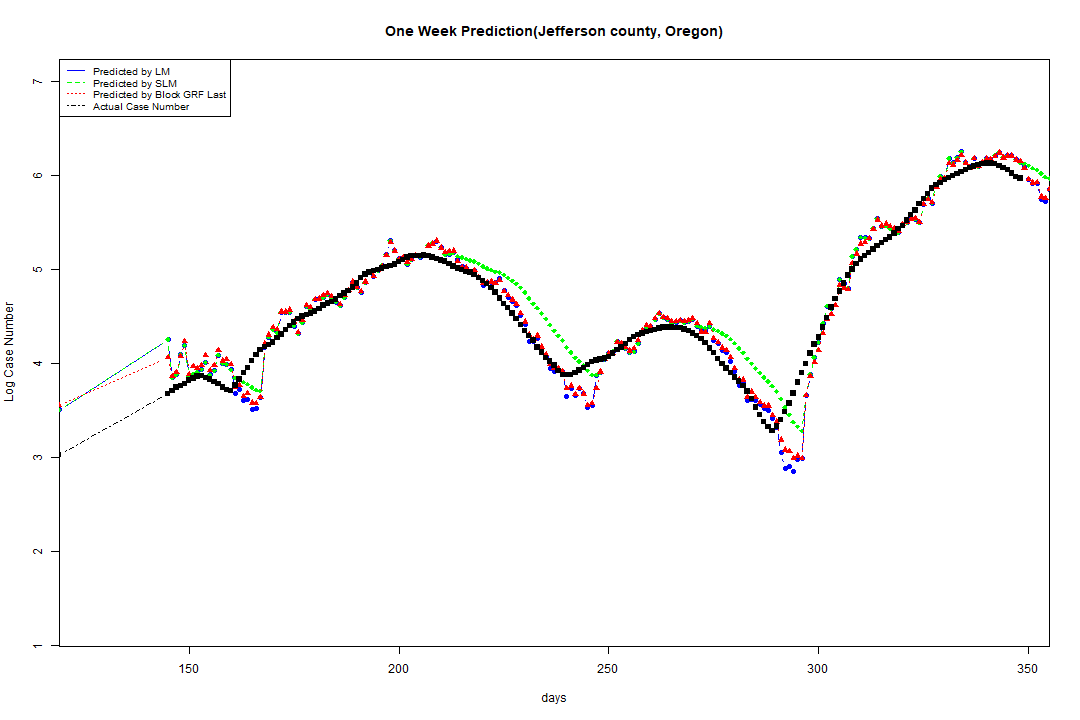 One Week Prediction(Jefferson county, Oregon)
Predicted by LM
Predicted by SLM
Predicted by Block GRF Last
Actual Case Number
Log Case Number
7
6
5
4
3
2
1
150 200 250 300 350
days